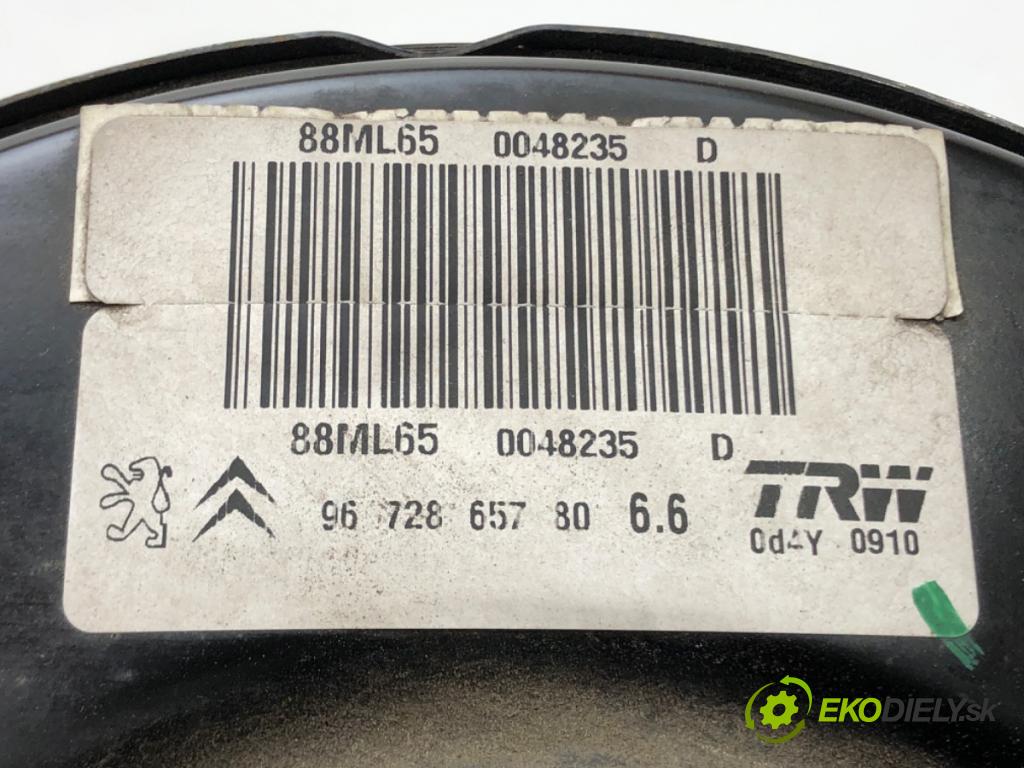 88ML65 0048235 D
88ML65 0048235 D
96 728 657 80 6.6
TRW
0d4Y 0910
EKODIELY.sk